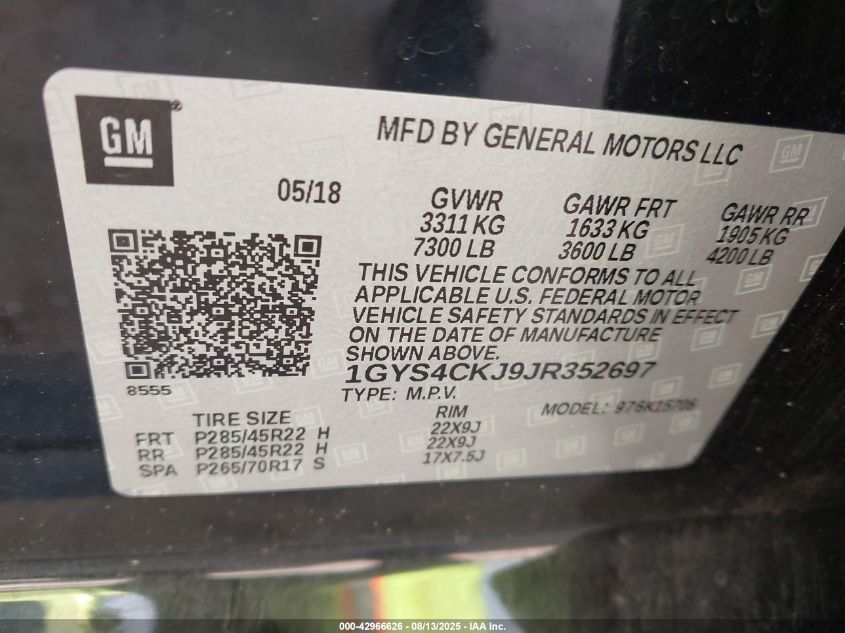 GM®
MFD BY GENERAL MOTORS LLC
05/18
GVWR GAWR FRT GAWR RR
3311 KG 1633 KG 1905 KG
7300 LB 3600 LB 4200 LB
THIS VEHICLE CONFORMS TO ALL
APPLICABLE U.S. FEDERAL MOTOR
VEHICLE SAFETY STANDARDS IN EFFECT
ON THE DATE OF MANUFACTURE
SHOWN ABOVE.
1GYS4CKJ9JR352697
8555
TYPE: M.P.V. MODEL: 976K15706
TIRE SIZE RIM
FRT P285/45R22 H 22X9J
RR P285/45R22 H 22X9J
SPA P265/70R17 S 17X7.5J
000-42966626 - 08/13/2025 - IAA Inc.